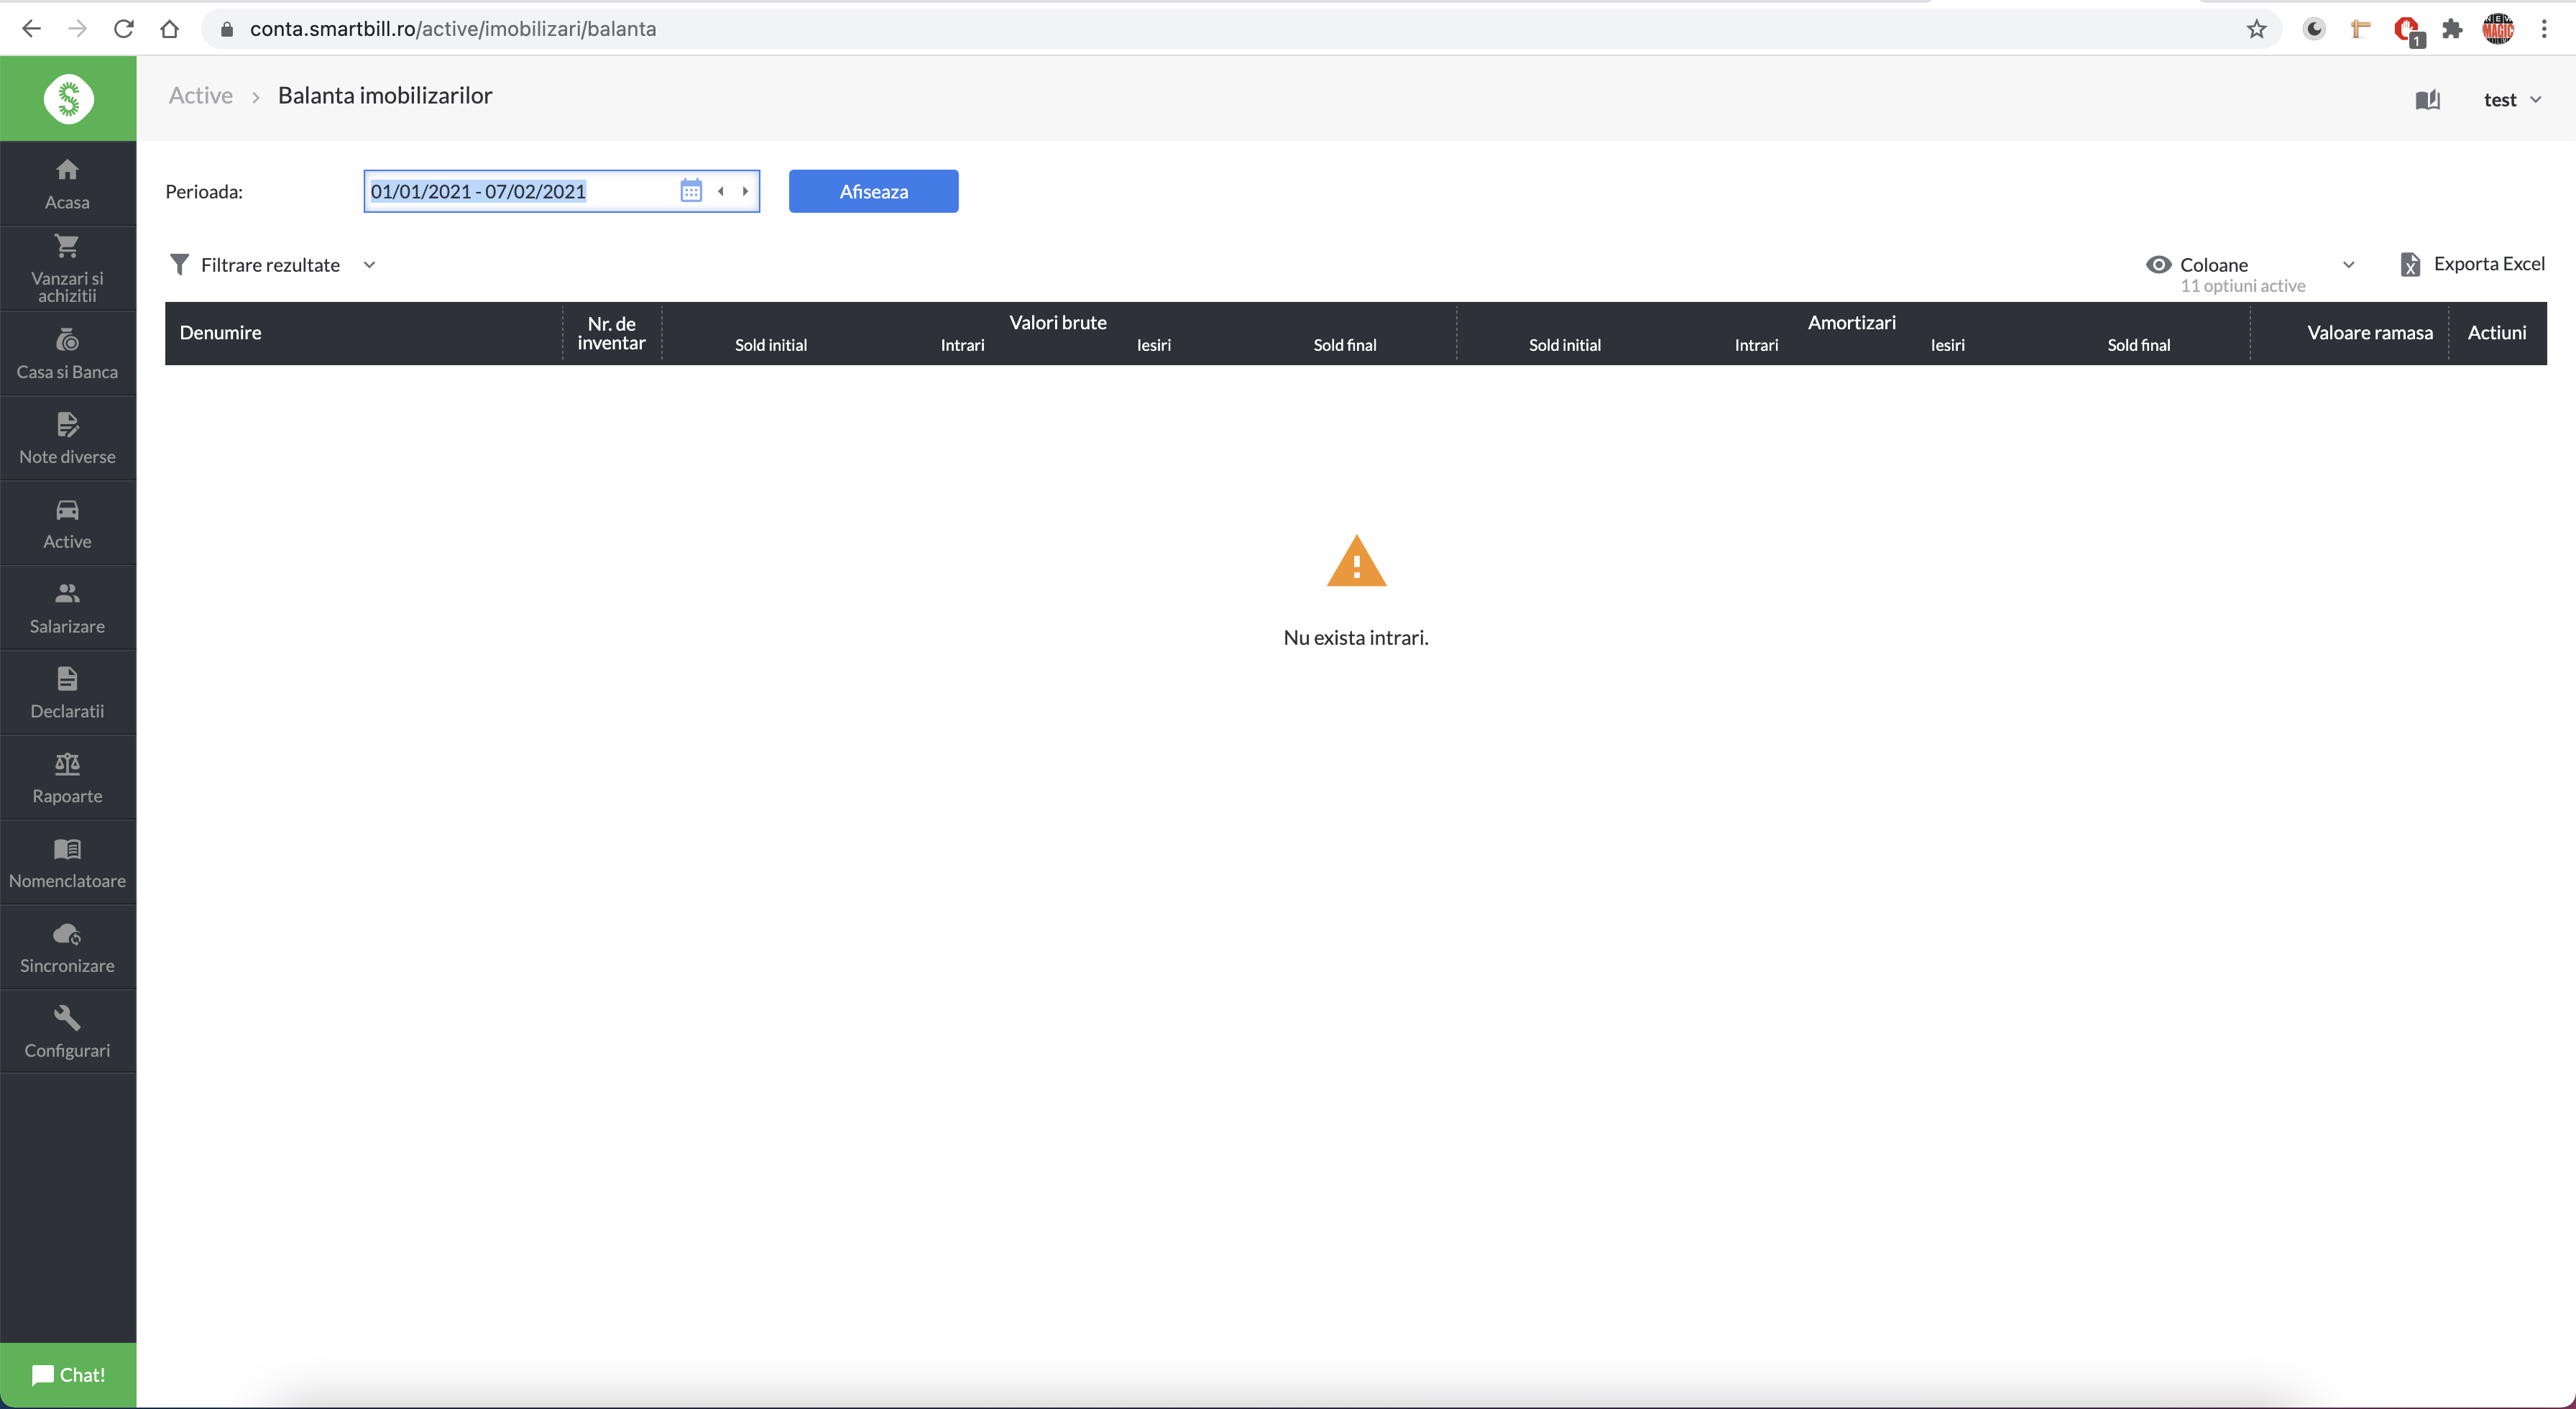 conta.smartbill.ro/active/imobilizari/balanta
1
NEW
MAGIC
Active > Balanta imobilizarilor
test
Perioada:
01/01/2021 - 07/02/2021
Afiseaza
Filtrare rezultate
Coloane
11 optiuni active
Exporta Excel
Denumire
Nr. de
inventar
Valori brute
Sold initial Intrari Iesiri Sold final
Amortizari
Sold initial Intrari Iesiri Sold final
Valoare ramasa
Actiuni
Nu exista intrari.
Acasa
Vanzari si
achizitii
Casa si Banca
Note diverse
Active
Salarizare
Declaratii
Rapoarte
Nomenclatoare
Sincronizare
Configurari
Chat!